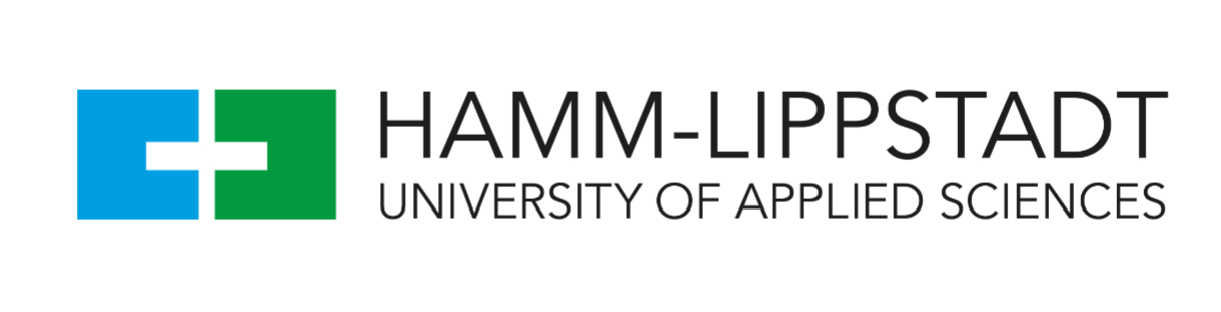 HAMM-LIPPSTADT
UNIVERSITY OF APPLIED SCIENCES